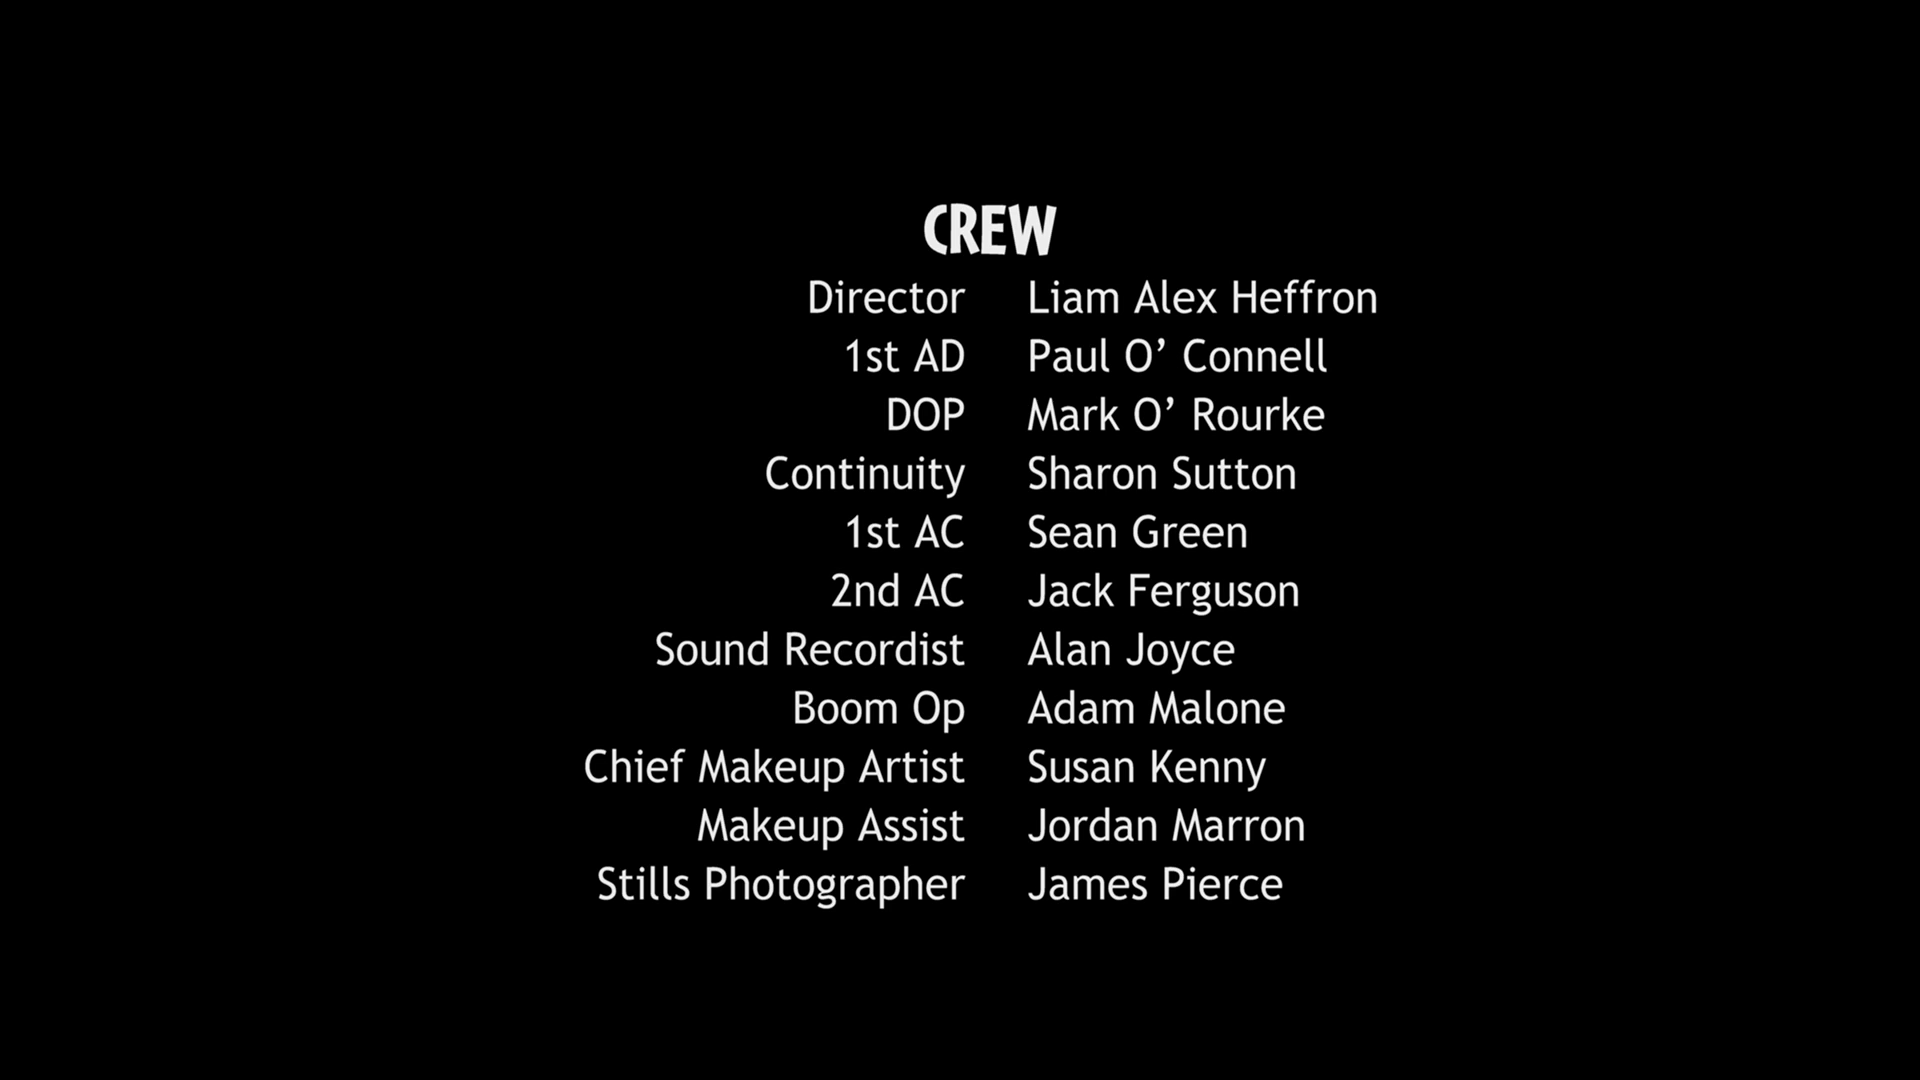 CREW
Director Liam Alex Heffron
1st AD Paul O’ Connell
DOP Mark O’ Rourke
Continuity Sharon Sutton
1st AC Sean Green
2nd AC Jack Ferguson
Sound Recordist Alan Joyce
Boom Op Adam Malone
Chief Makeup Artist Susan Kenny
Makeup Assist Jordan Marron
Stills Photographer James Pierce